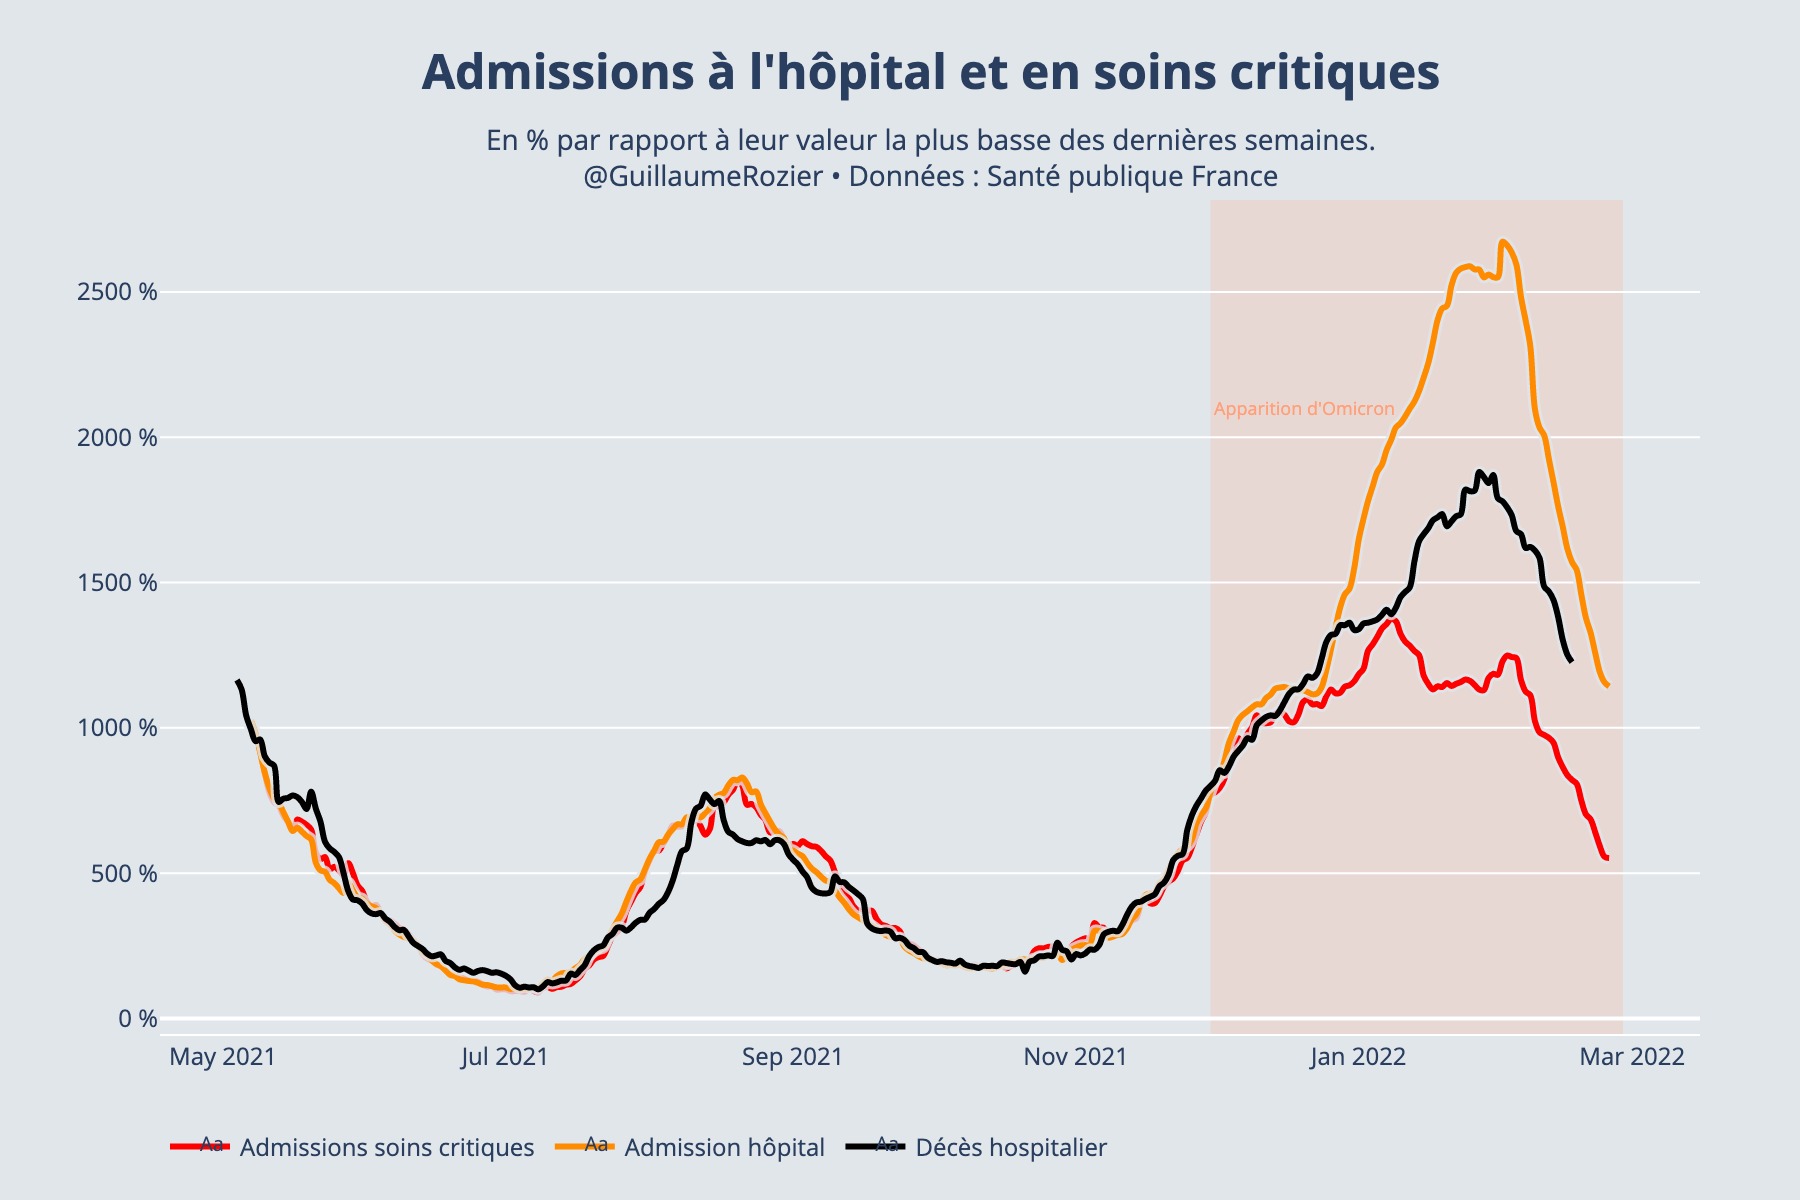 Admissions à l'hôpital et en soins critiques
En % par rapport à leur valeur la plus basse des dernières semaines.
@GuillaumeRozier • Données : Santé publique France
2500 %
Apparition d'Omicron
2000 %
1500 %
1000 %
500 %
0 %
May 2021 Jul 2021 Sep 2021 Nov 2021 Jan 2022 Mar 2022
Aa Admissions soins critiques Aa Admission hôpital Aa Décès hospitalier